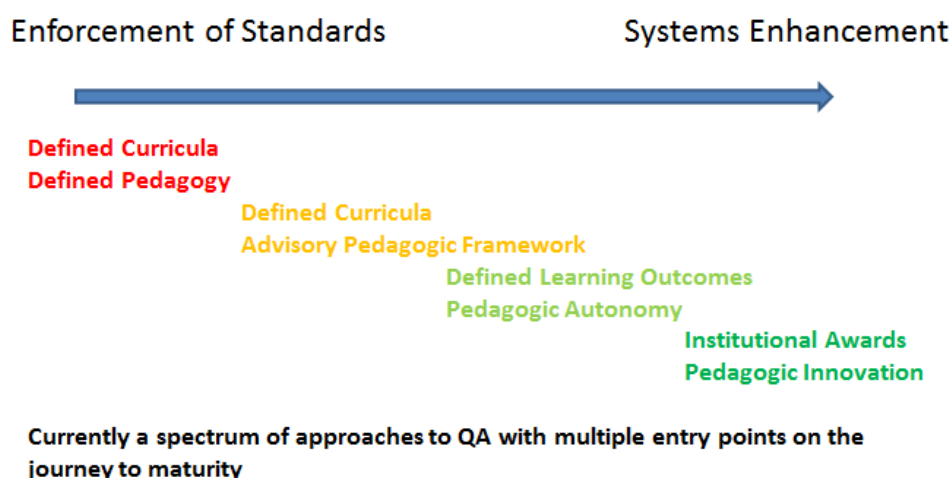 Enforcement of Standards
Systems Enhancement
Defined Curricula
Defined Pedagogy
Defined Curricula
Advisory Pedagogic Framework
Defined Learning Outcomes
Pedagogic Autonomy
Institutional Awards
Pedagogic Innovation
Currently a spectrum of approaches to QA with multiple entry points on the
journey to maturity